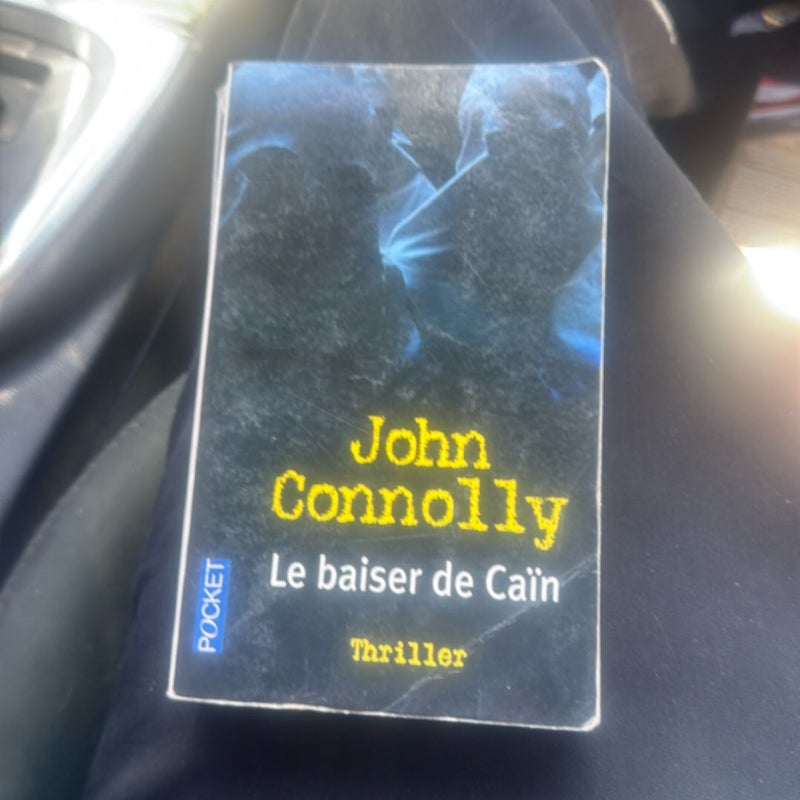 John
Connolly
Le baiser de Caïn
Thriller
POCKET